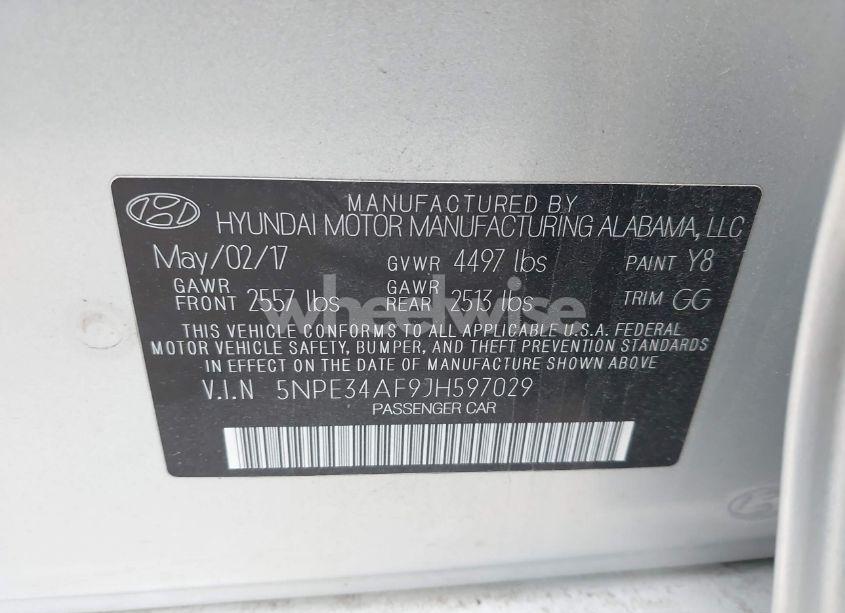 MANUFACTURED BY
HYUNDAI MOTOR MANUFACTURING ALABAMA, LLC
May/02/17 GVWR 4497 lbs PAINT Y8
GAWR FRONT 2557 lbs GAWR REAR 2513 lbs TRIM GG
wheelwise
THIS VEHICLE CONFORMS TO ALL APPLICABLE U.S.A. FEDERAL
MOTOR VEHICLE SAFETY, BUMPER, AND THEFT PREVENTION STANDARDS
IN EFFECT ON THE DATE OF MANUFACTURE SHOWN ABOVE
V.I.N 5NPE34AF9JH597029
PASSENGER CAR